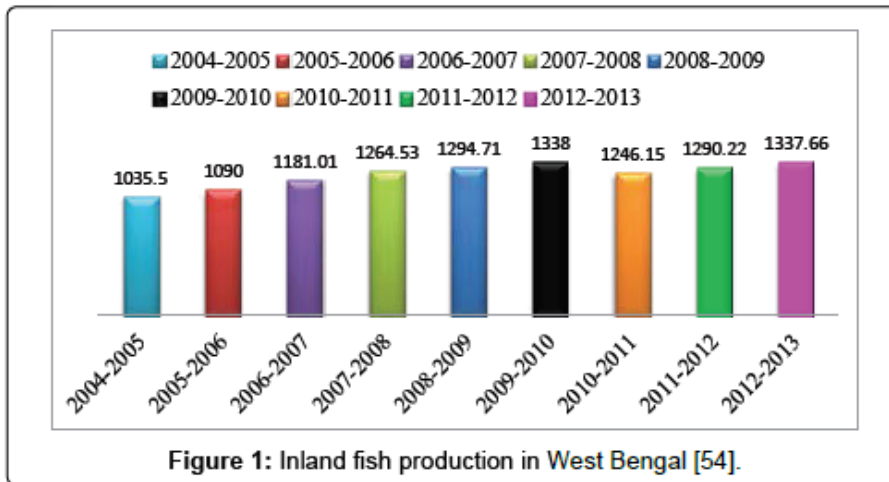 2004-2005 2005-2006 2006-2007 2007-2008 2008-2009
2009-2010 2010-2011 2011-2012 2012-2013
1035.5 1090 1181.01 1264.53 1294.71 1338 1246.15 1290.22 1337.66
2004-2005 2005-2006 2006-2007 2007-2008 2008-2009 2009-2010 2010-2011 2011-2012 2012-2013
Figure 1: Inland fish production in West Bengal [54].